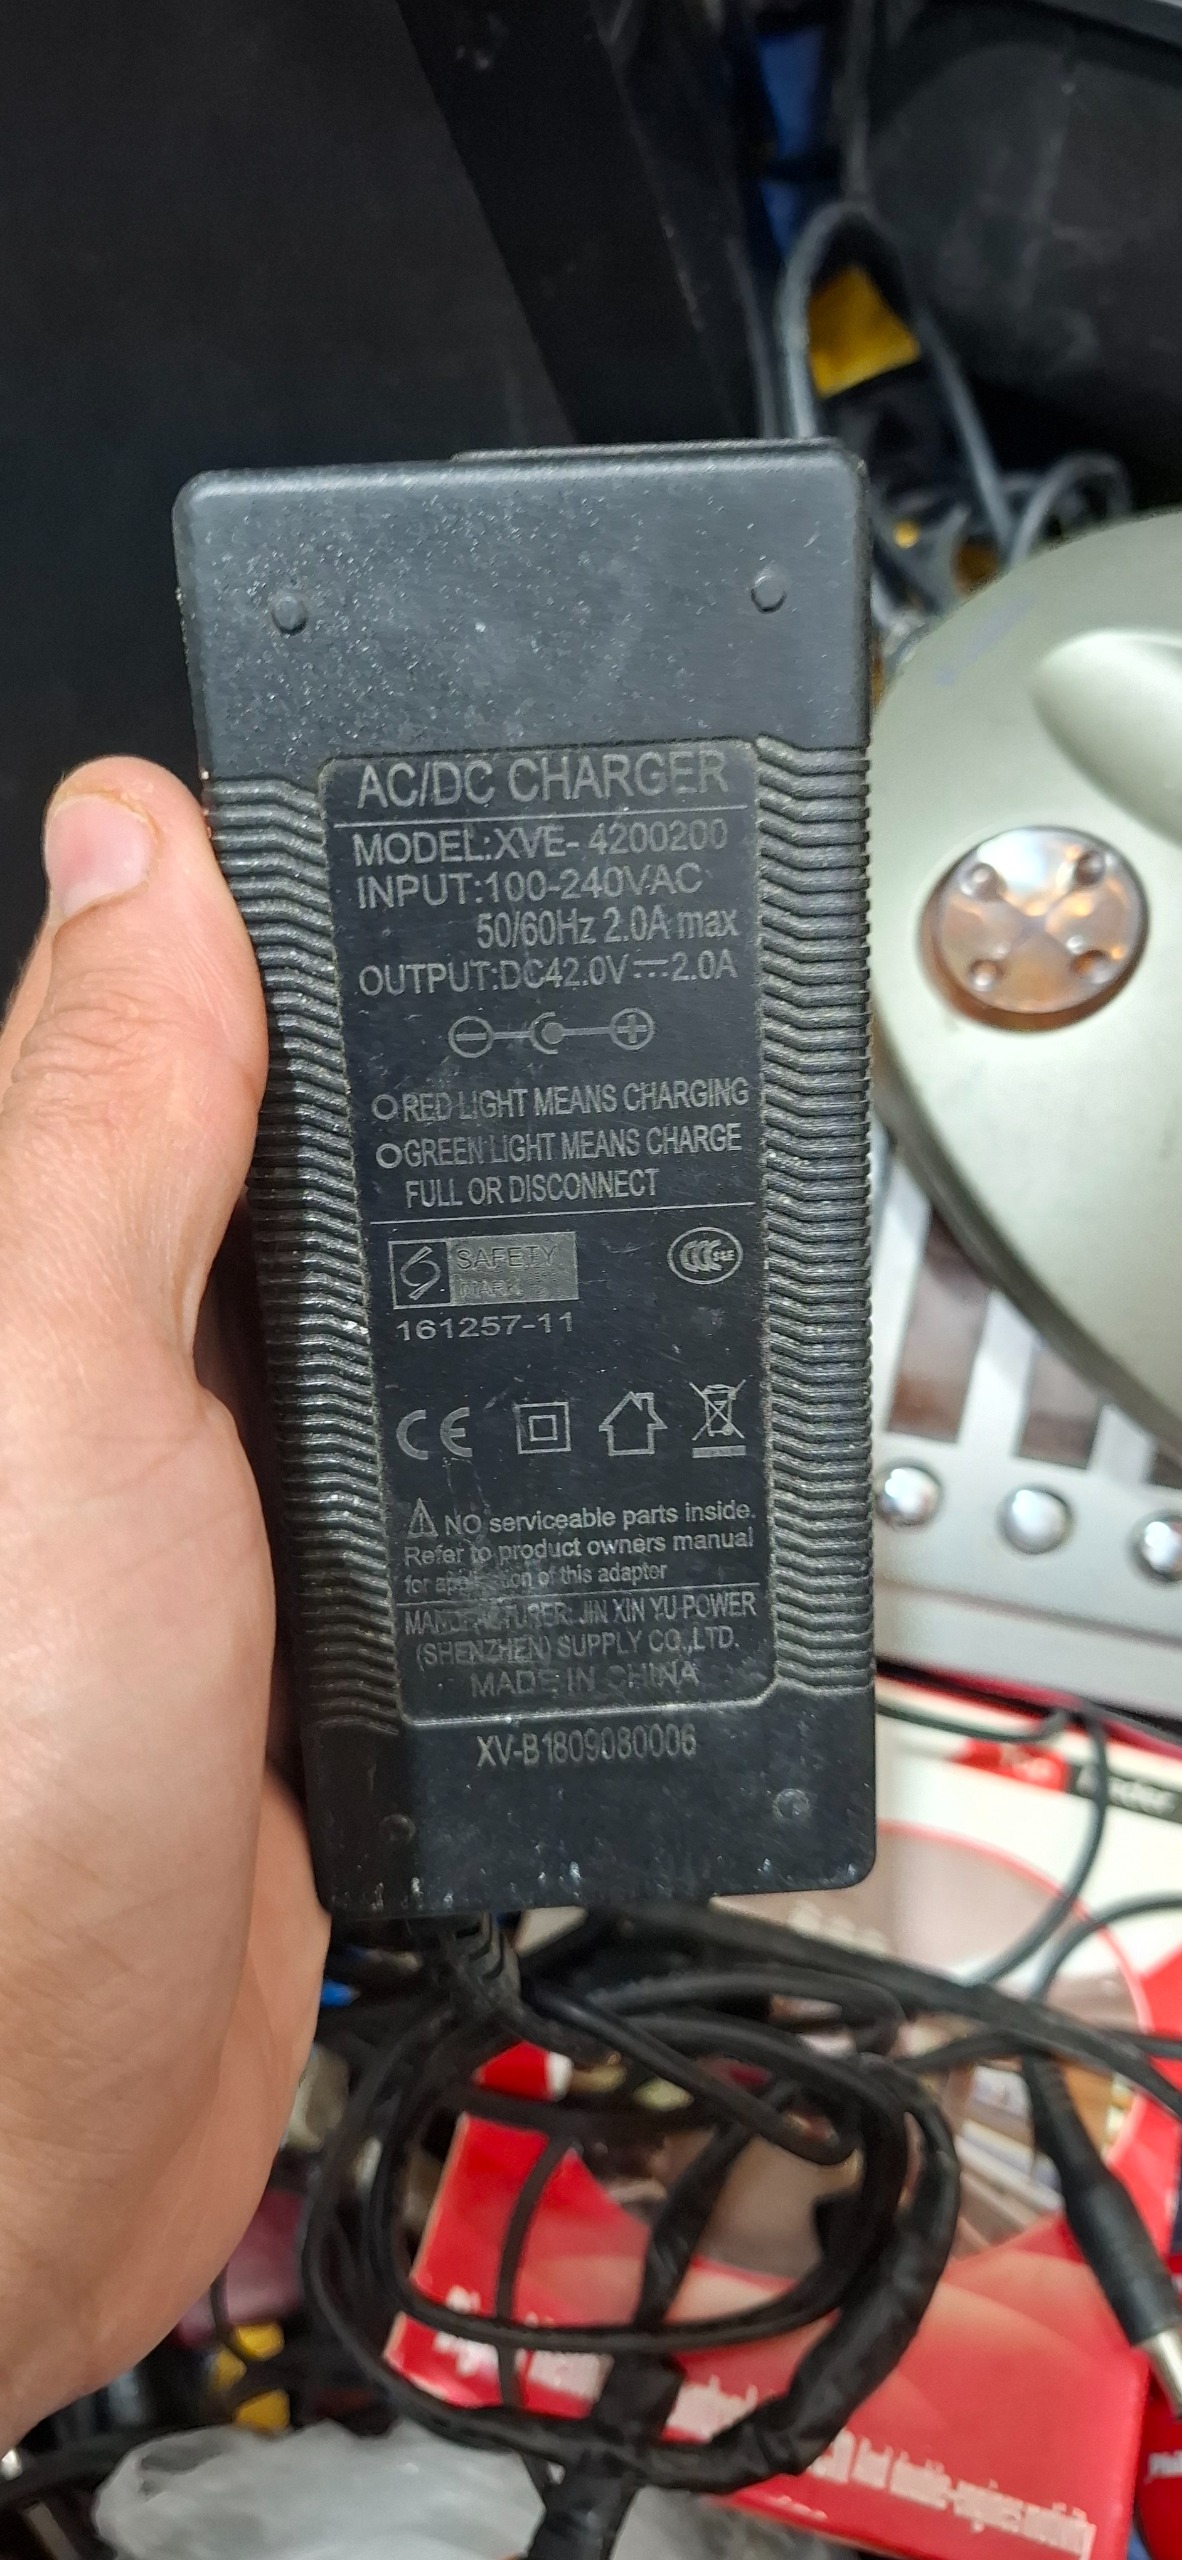 AC/DC CHARGER
MODEL:XVE- 4200200
INPUT:100-240VAC
50/60Hz 2.0A max
OUTPUT:DC42.0V⎓2.0A
RED LIGHT MEANS CHARGING
GREEN LIGHT MEANS CHARGE
FULL OR DISCONNECT
SAFETY
MARK
161257-11
CE
NO serviceable parts inside.
Refer to product owners manual
for application of this adapter
MANUFACTURER: JIN XIN YU POWER
(SHENZHEN) SUPPLY CO.,LTD.
MADE IN CHINA
XV-B1809080006